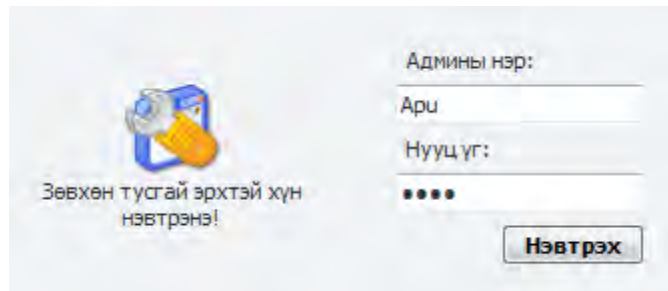 Админы нэр:
Apu
Нууц үг:
••••
Зөвхөн тусгай эрхтэй хүн
нэвтрэнэ!
Нэвтрэх